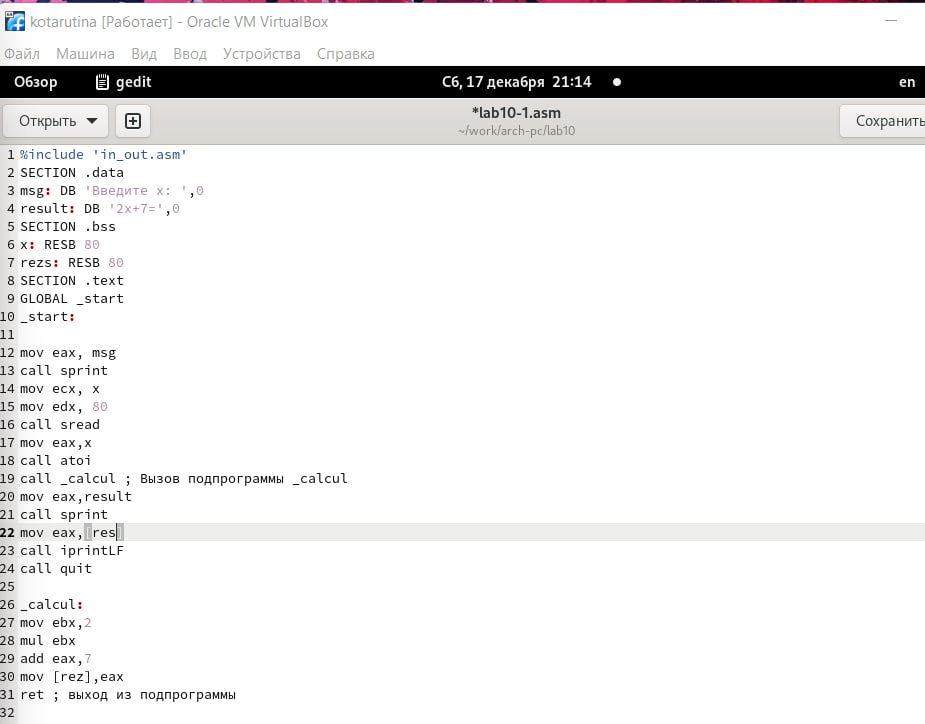 kotarutina [Работает] - Oracle VM VirtualBox
Файл Машина Вид Ввод Устройства Справка
Обзор gedit Сб, 17 декабря 21:14 en
Открыть *lab10-1.asm Сохранить
~/work/arch-pc/lab10
1 %include 'in_out.asm'
2 SECTION .data
3 msg: DB 'Введите x: ',0
4 result: DB '2x+7=',0
5 SECTION .bss
6 x: RESB 80
7 rezs: RESB 80
8 SECTION .text
9 GLOBAL _start
10 _start:
11
12 mov eax, msg
13 call sprint
14 mov ecx, x
15 mov edx, 80
16 call sread
17 mov eax,x
18 call atoi
19 call _calcul ; Вызов подпрограммы _calcul
20 mov eax,result
21 call sprint
22 mov eax,[res]
23 call iprintLF
24 call quit
25
26 _calcul:
27 mov ebx,2
28 mul ebx
29 add eax,7
30 mov [rez],eax
31 ret ; выход из подпрограммы
32